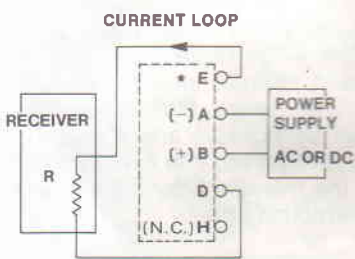 CURRENT LOOP
* E
(-) A
(+) B
D
(N.C.) H
RECEIVER
R
POWER
SUPPLY
AC OR DC